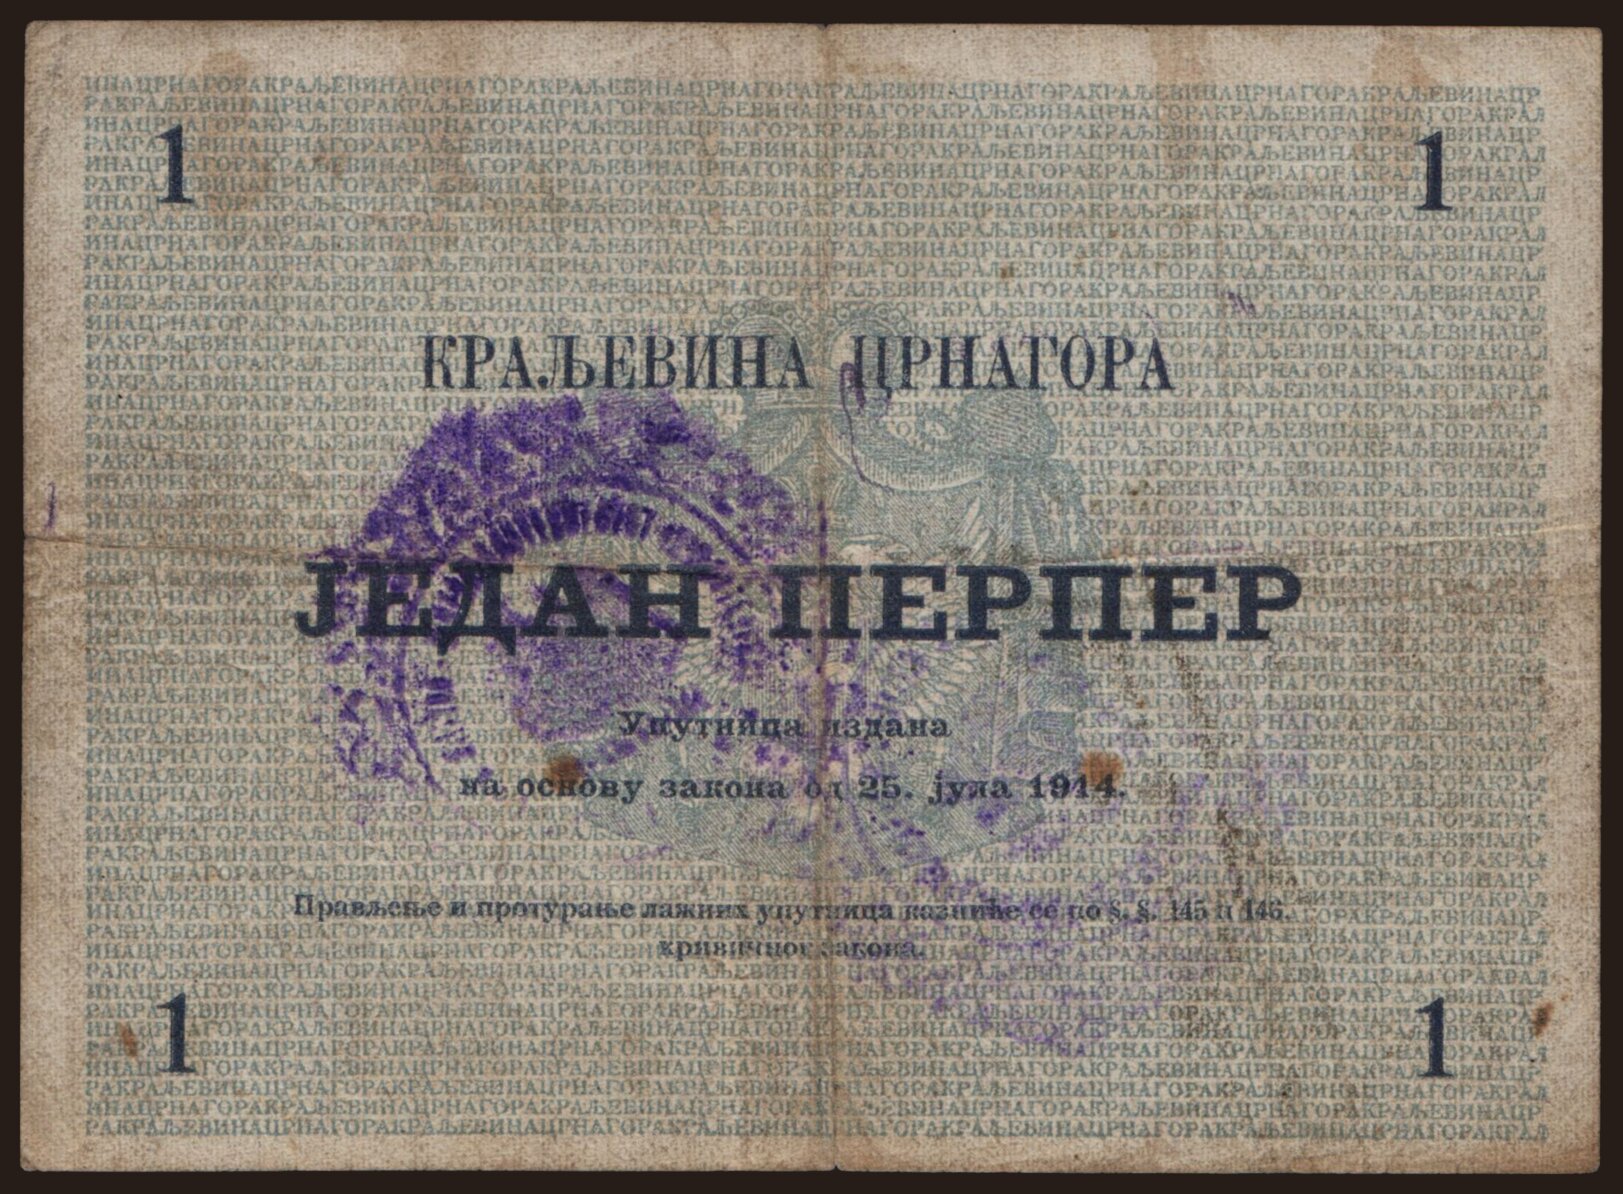 1 1
КРАЉЕВИНА ЦРНАГОРА
ЈЕДАН ПЕРПЕР
Упутница издана
на основу закона од 25. јула 1914.
Прављење и протурање лажних упутница казниће се по §. §. 145 и 146.
кривичног закона.
1 1